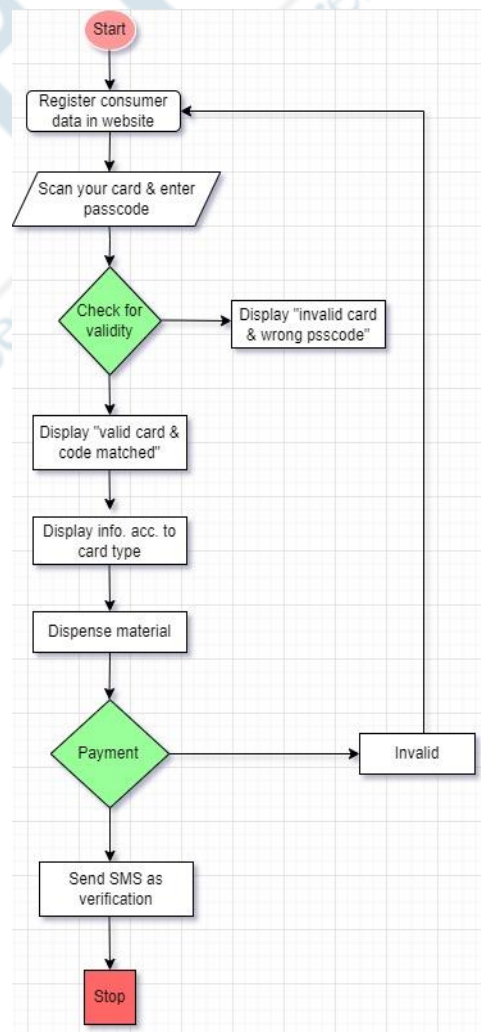 Start
Register consumer
data in website
Scan your card & enter
passcode
Check for
validity
Display "invalid card
& wrong psscode"
Display "valid card &
code matched"
Display info. acc. to
card type
Dispense material
Payment
Invalid
Send SMS as
verification
Stop